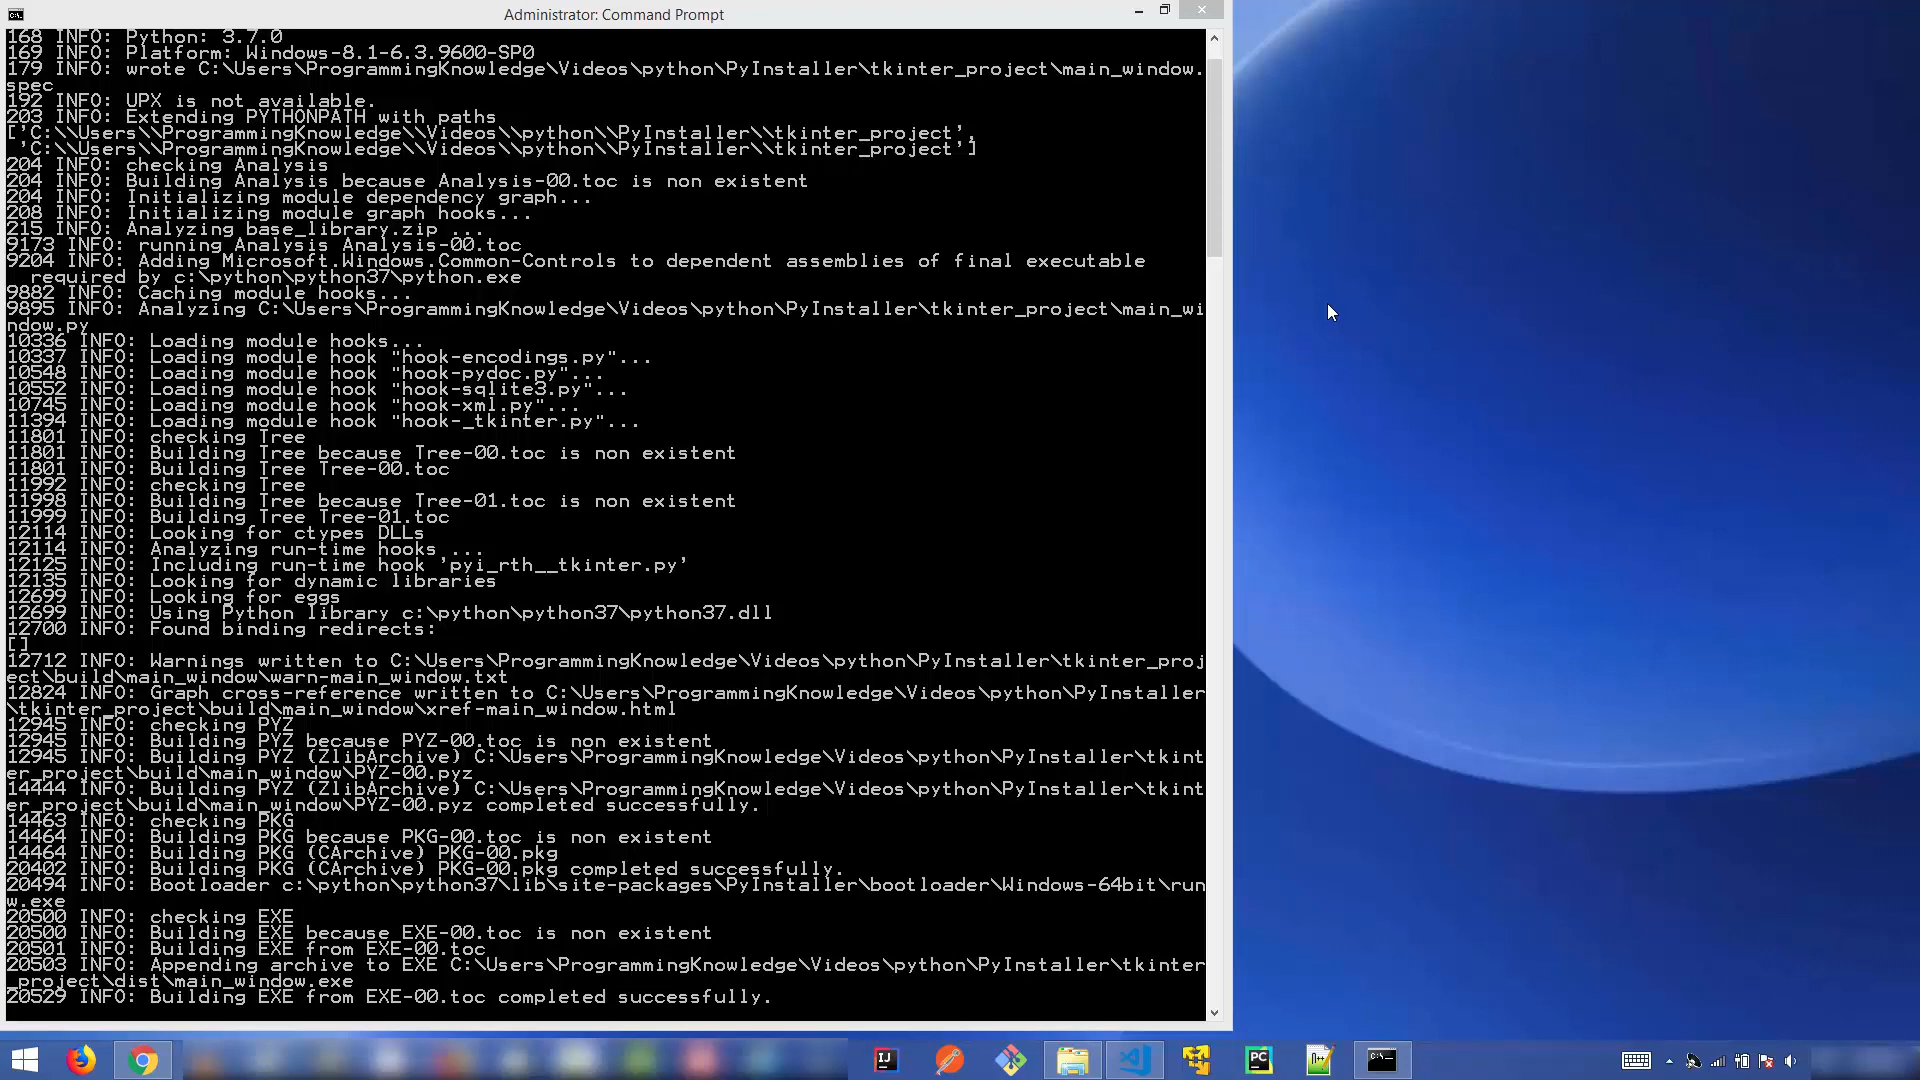 Administrator: Command Prompt
168 INFO: Python: 3.7.0
169 INFO: Platform: Windows-8.1-6.3.9600-SP0
179 INFO: wrote C:\Users\ProgrammingKnowledge\Videos\python\PyInstaller\tkinter_project\main_window.
spec
192 INFO: UPX is not available.
203 INFO: Extending PYTHONPATH with paths
['C:\\Users\\ProgrammingKnowledge\\Videos\\python\\PyInstaller\\tkinter_project',
'C:\\Users\\ProgrammingKnowledge\\Videos\\python\\PyInstaller\\tkinter_project']
204 INFO: checking Analysis
204 INFO: Building Analysis because Analysis-00.toc is non existent
204 INFO: Initializing module dependency graph...
208 INFO: Initializing module graph hooks...
215 INFO: Analyzing base_library.zip ...
9173 INFO: running Analysis Analysis-00.toc
9204 INFO: Adding Microsoft.Windows.Common-Controls to dependent assemblies of final executable
required by c:\python\python37\python.exe
9882 INFO: Caching module hooks...
9895 INFO: Analyzing C:\Users\ProgrammingKnowledge\Videos\python\PyInstaller\tkinter_project\main_wi
ndow.py
10336 INFO: Loading module hooks...
10337 INFO: Loading module hook "hook-encodings.py"...
10548 INFO: Loading module hook "hook-pydoc.py"...
10552 INFO: Loading module hook "hook-sqlite3.py"...
10745 INFO: Loading module hook "hook-xml.py"...
11394 INFO: Loading module hook "hook-_tkinter.py"...
11801 INFO: checking Tree
11801 INFO: Building Tree because Tree-00.toc is non existent
11801 INFO: Building Tree Tree-00.toc
11992 INFO: checking Tree
11998 INFO: Building Tree because Tree-01.toc is non existent
11999 INFO: Building Tree Tree-01.toc
12114 INFO: Looking for ctypes DLLs
12114 INFO: Analyzing run-time hooks ...
12125 INFO: Including run-time hook 'pyi_rth__tkinter.py'
12135 INFO: Looking for dynamic libraries
12699 INFO: Looking for eggs
12699 INFO: Using Python library c:\python\python37\python37.dll
12700 INFO: Found binding redirects:
[]
12712 INFO: Warnings written to C:\Users\ProgrammingKnowledge\Videos\python\PyInstaller\tkinter_proj
ect\build\main_window\warn-main_window.txt
12824 INFO: Graph cross-reference written to C:\Users\ProgrammingKnowledge\Videos\python\PyInstaller
\tkinter_project\build\main_window\xref-main_window.html
12945 INFO: checking PYZ
12945 INFO: Building PYZ because PYZ-00.toc is non existent
12945 INFO: Building PYZ (ZlibArchive) C:\Users\ProgrammingKnowledge\Videos\python\PyInstaller\tkint
er_project\build\main_window\PYZ-00.pyz
14444 INFO: Building PYZ (ZlibArchive) C:\Users\ProgrammingKnowledge\Videos\python\PyInstaller\tkint
er_project\build\main_window\PYZ-00.pyz completed successfully.
14463 INFO: checking PKG
14464 INFO: Building PKG because PKG-00.toc is non existent
14464 INFO: Building PKG (CArchive) PKG-00.pkg
20402 INFO: Building PKG (CArchive) PKG-00.pkg completed successfully.
20494 INFO: Bootloader c:\python\python37\lib\site-packages\PyInstaller\bootloader\Windows-64bit\run
w.exe
20500 INFO: checking EXE
20500 INFO: Building EXE because EXE-00.toc is non existent
20501 INFO: Building EXE from EXE-00.toc
20503 INFO: Appending archive to EXE C:\Users\ProgrammingKnowledge\Videos\python\PyInstaller\tkinter
_project\dist\main_window.exe
20529 INFO: Building EXE from EXE-00.toc completed successfully.
IJ
PC